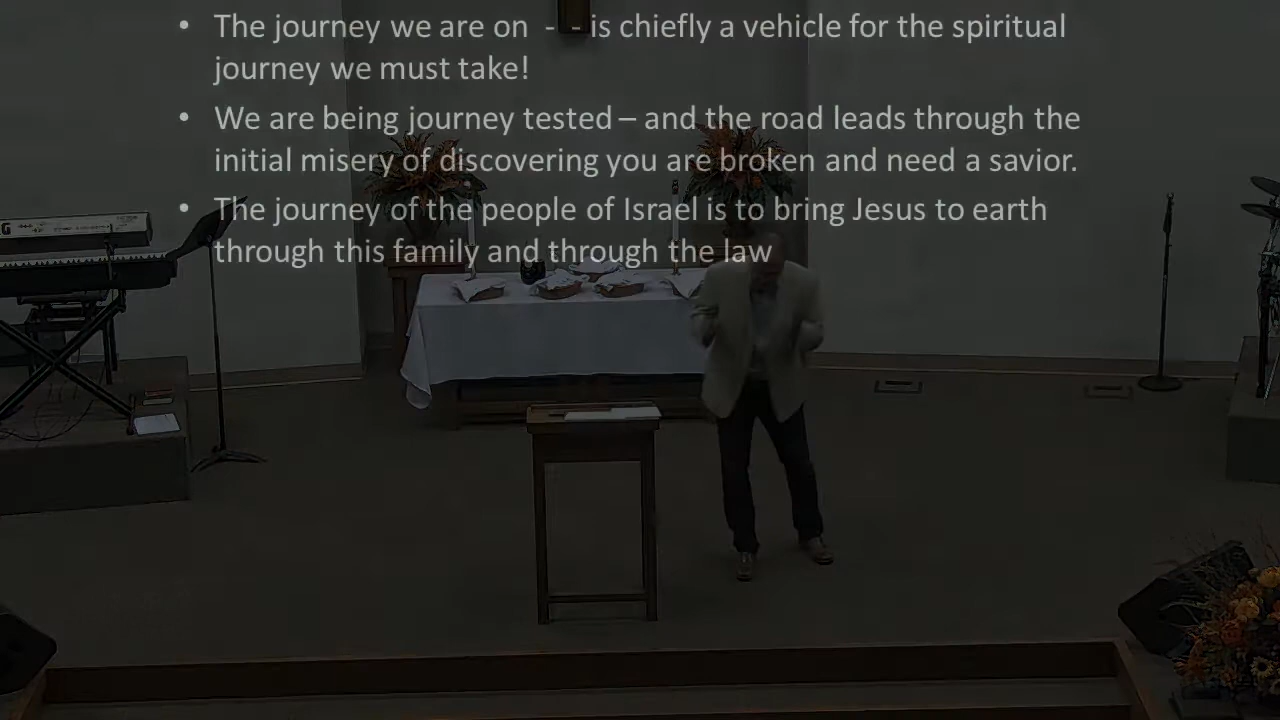 • The journey we are on - - is chiefly a vehicle for the spiritual
journey we must take!
• We are being journey tested – and the road leads through the
initial misery of discovering you are broken and need a savior.
• The journey of the people of Israel is to bring Jesus to earth
through this family and through the law